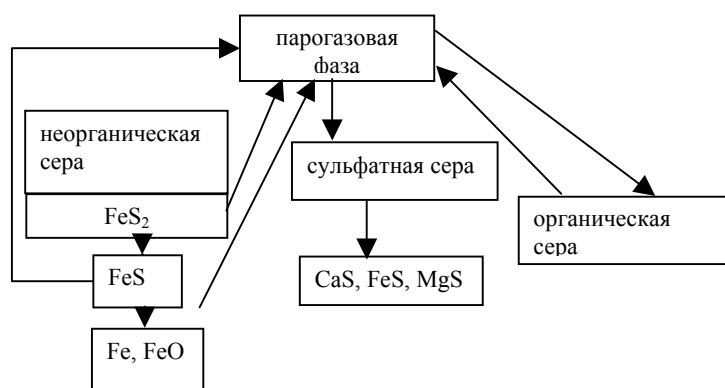 парогазовая
фаза
неорганическая
сера
сульфатная сера
FeS₂
органическая
сера
FeS
CaS, FeS, MgS
Fe, FeO